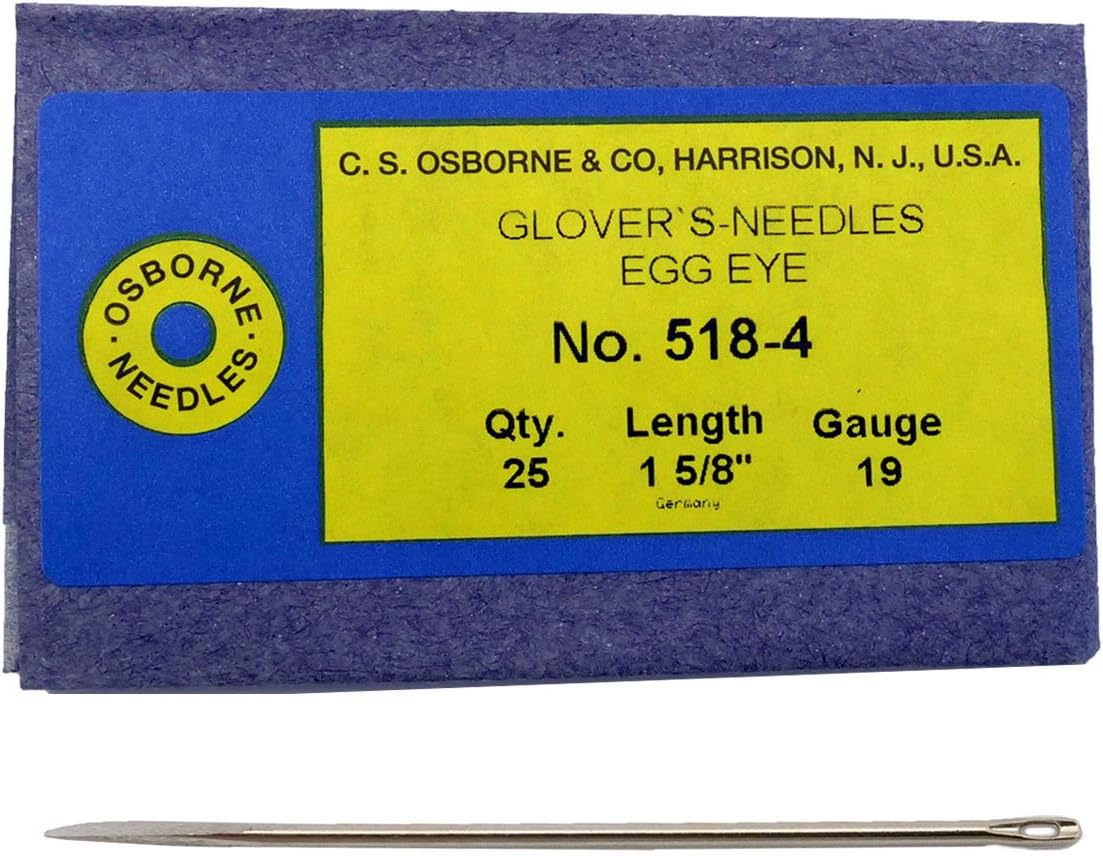 · OSBORNE ·
NEEDLES
C. S. OSBORNE & CO, HARRISON, N. J., U.S.A.
GLOVER`S-NEEDLES
EGG EYE
No. 518-4
Qty. Length Gauge
25 1 5/8" 19
Germany